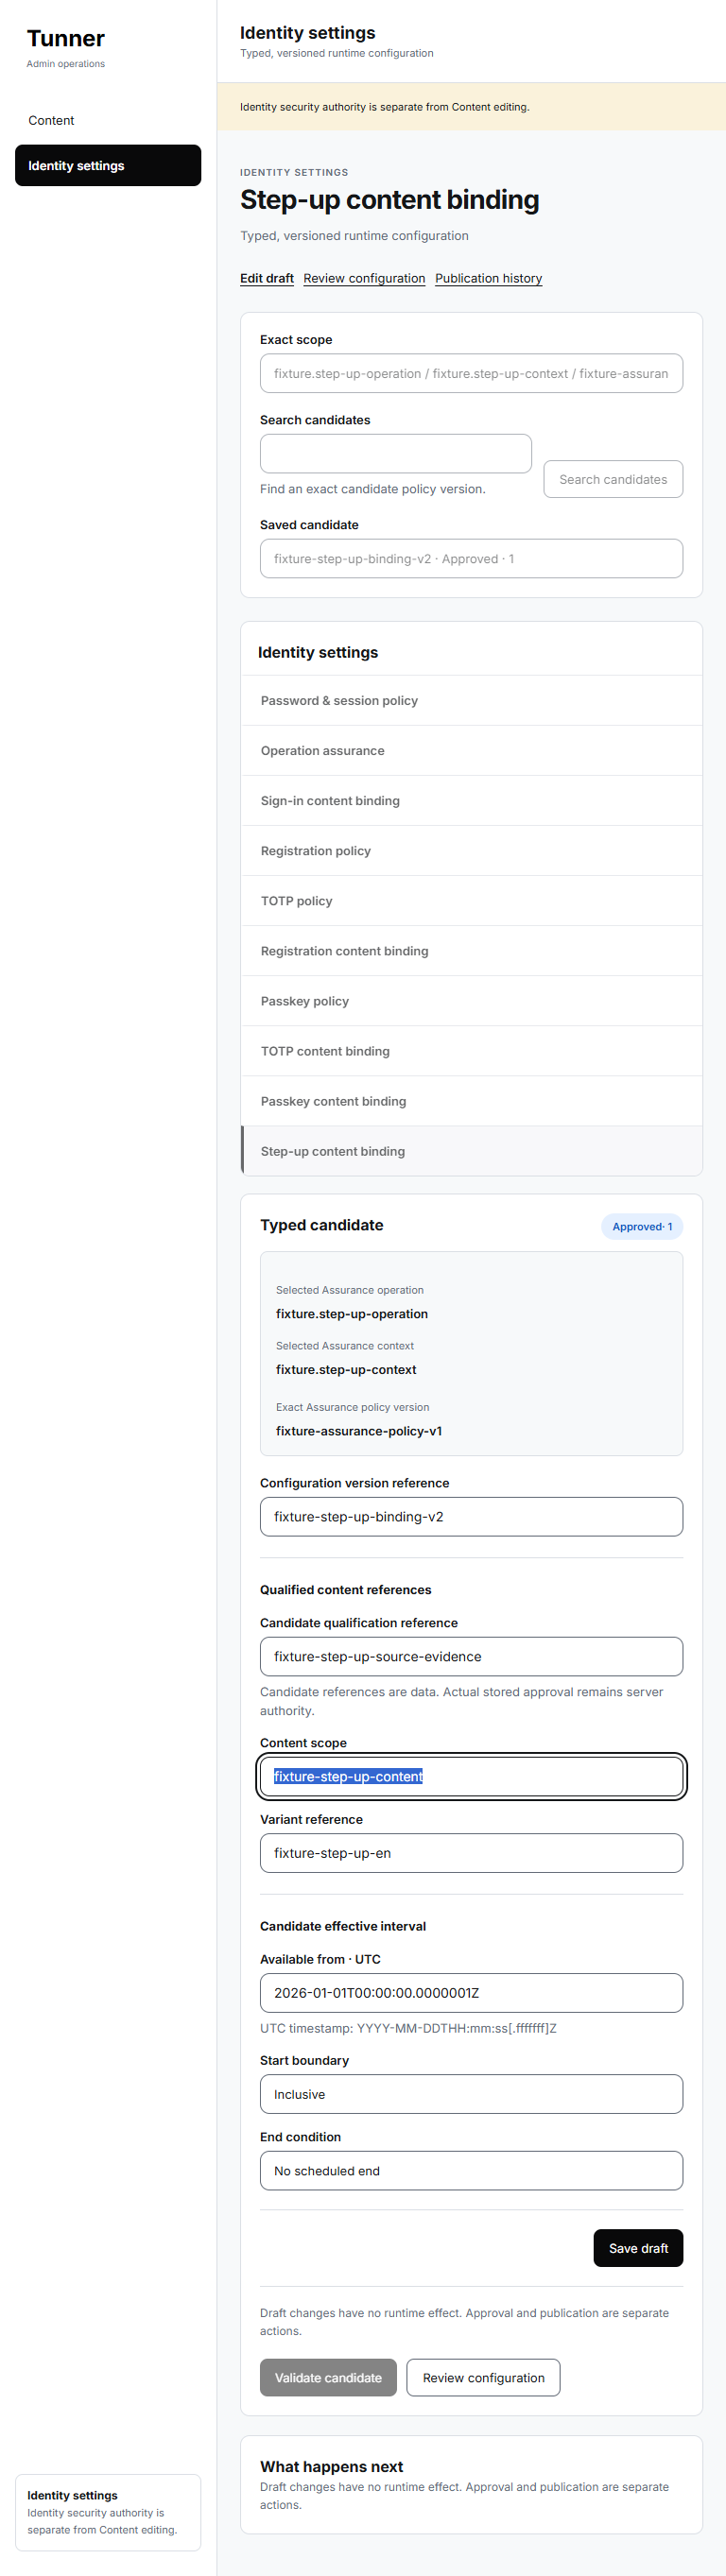 Tunner
Admin operations
Content
Identity settings
Identity settings
Identity security authority is
separate from Content editing.
Identity settings
Typed, versioned runtime configuration
Identity security authority is separate from Content editing.
IDENTITY SETTINGS
Step-up content binding
Typed, versioned runtime configuration
Edit draft Review configuration Publication history
Exact scope
fixture.step-up-operation / fixture.step-up-context / fixture-assuran
Search candidates
Search candidates
Find an exact candidate policy version.
Saved candidate
fixture-step-up-binding-v2 · Approved · 1
Identity settings
Password & session policy
Operation assurance
Sign-in content binding
Registration policy
TOTP policy
Registration content binding
Passkey policy
TOTP content binding
Passkey content binding
Step-up content binding
Typed candidate
Approved· 1
Selected Assurance operation
fixture.step-up-operation
Selected Assurance context
fixture.step-up-context
Exact Assurance policy version
fixture-assurance-policy-v1
Configuration version reference
fixture-step-up-binding-v2
Qualified content references
Candidate qualification reference
fixture-step-up-source-evidence
Candidate references are data. Actual stored approval remains server
authority.
Content scope
fixture-step-up-content
Variant reference
fixture-step-up-en
Candidate effective interval
Available from · UTC
2026-01-01T00:00:00.0000001Z
UTC timestamp: YYYY-MM-DDTHH:mm:ss[.fffffff]Z
Start boundary
Inclusive
End condition
No scheduled end
Save draft
Draft changes have no runtime effect. Approval and publication are separate
actions.
Validate candidate Review configuration
What happens next
Draft changes have no runtime effect. Approval and publication are separate
actions.